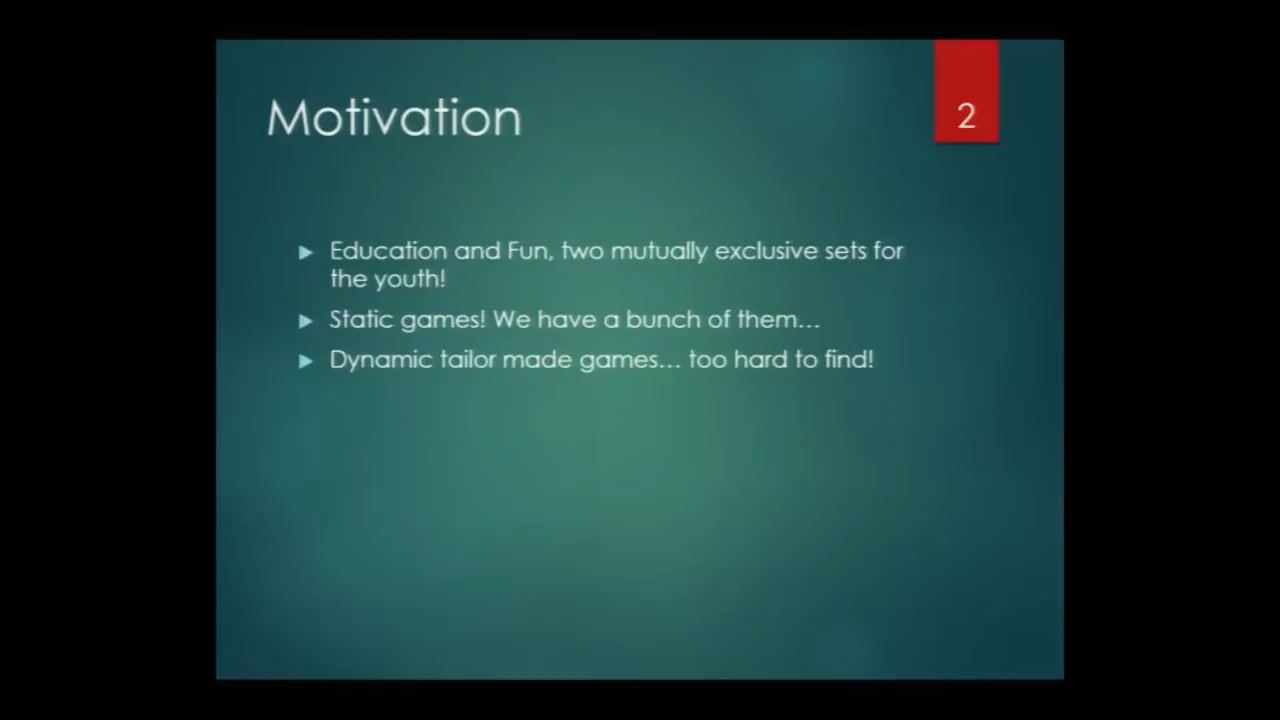 Motivation
2
Education and Fun, two mutually exclusive sets for
the youth!
Static games! We have a bunch of them...
Dynamic tailor made games... too hard to find!